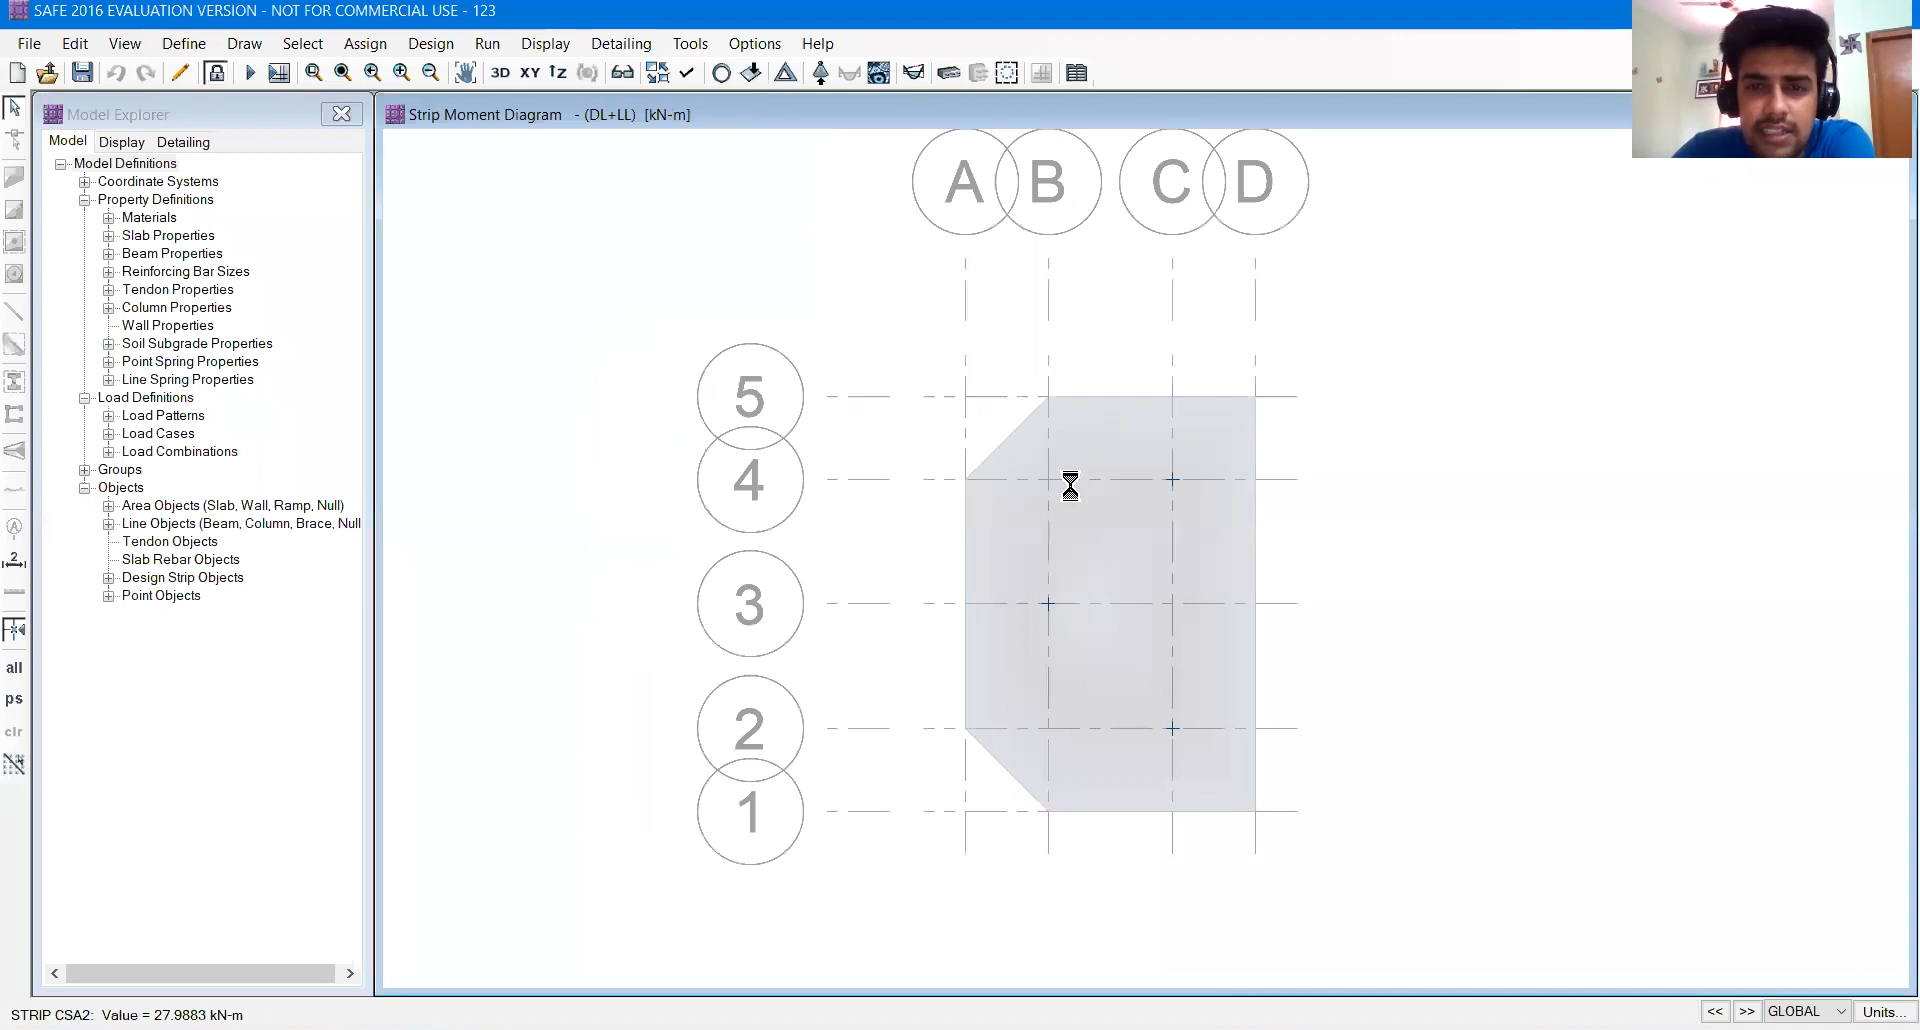 SAFE 2016 EVALUATION VERSION - NOT FOR COMMERCIAL USE - 123
File Edit View Define Draw Select Assign Design Run Display Detailing Tools Options Help
3D XY
Model Explorer
Strip Moment Diagram - (DL+LL) [kN-m]
Model Display Detailing
Model Definitions
Coordinate Systems
Property Definitions
Materials
Slab Properties
Beam Properties
Reinforcing Bar Sizes
Tendon Properties
Column Properties
Wall Properties
Soil Subgrade Properties
Point Spring Properties
Line Spring Properties
Load Definitions
Load Patterns
Load Cases
Load Combinations
Groups
Objects
Area Objects (Slab, Wall, Ramp, Null)
Line Objects (Beam, Column, Brace, Null
Tendon Objects
Slab Rebar Objects
Design Strip Objects
Point Objects
A B C D
5
4
3
2
1
2
all
ps
clr
STRIP CSA2: Value = 27.9883 kN-m
<< >> GLOBAL Units...